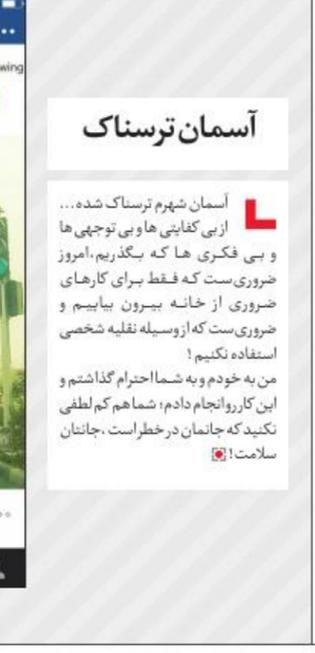 wing
آسمان ترسناک
آسمان شهرم ترسناک شده...
از بی کفایتی ها و بی توجهی ها
و بی فکری ها که بگذریم، امروز
ضروری‌ست که فقط برای کارهای
ضروری از خانه بیرون بیاییم و
ضروری‌ست که از وسیله نقلیه شخصی
استفاده نکنیم!
من به خودم و به شما احترام گذاشتم و
این کار رو انجام دادم؛ شما هم کم لطفی
نکنید که جانمان در خطر است. جانتان
سلامت!